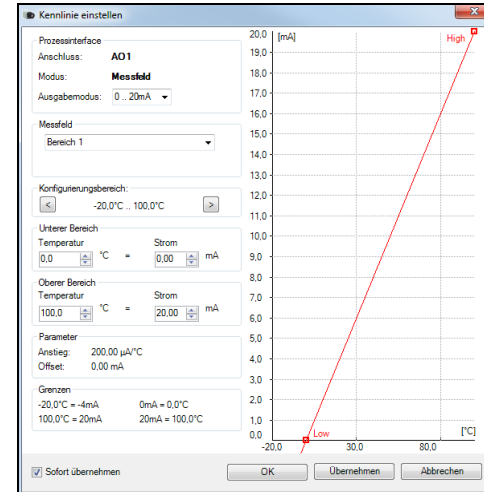 Kennlinie einstellen
Prozessinterface
Anschluss: AO1
Modus: Messfeld
Ausgabemodus: 0 .. 20mA
Messfeld
Bereich 1
Konfigurierungsbereich:
< -20,0°C .. 100,0°C >
Unterer Bereich
Temperatur Strom
0,0 °C = 0,00 mA
Oberer Bereich
Temperatur Strom
100,0 °C = 20,00 mA
Parameter
Anstieg: 200,00 µA/°C
Offset: 0,00 mA
Grenzen
-20,0°C = -4mA 0mA = 0,0°C
100,0°C = 20mA 20mA = 100,0°C
Sofort übernehmen
20,0 [mA] High
19,0
18,0
17,0
16,0
15,0
14,0
13,0
12,0
11,0
10,0
9,0
8,0
7,0
6,0
5,0
4,0
3,0
2,0
1,0
0,0 Low [°C]
-20,0 30,0 80,0
OK Übernehmen Abbrechen